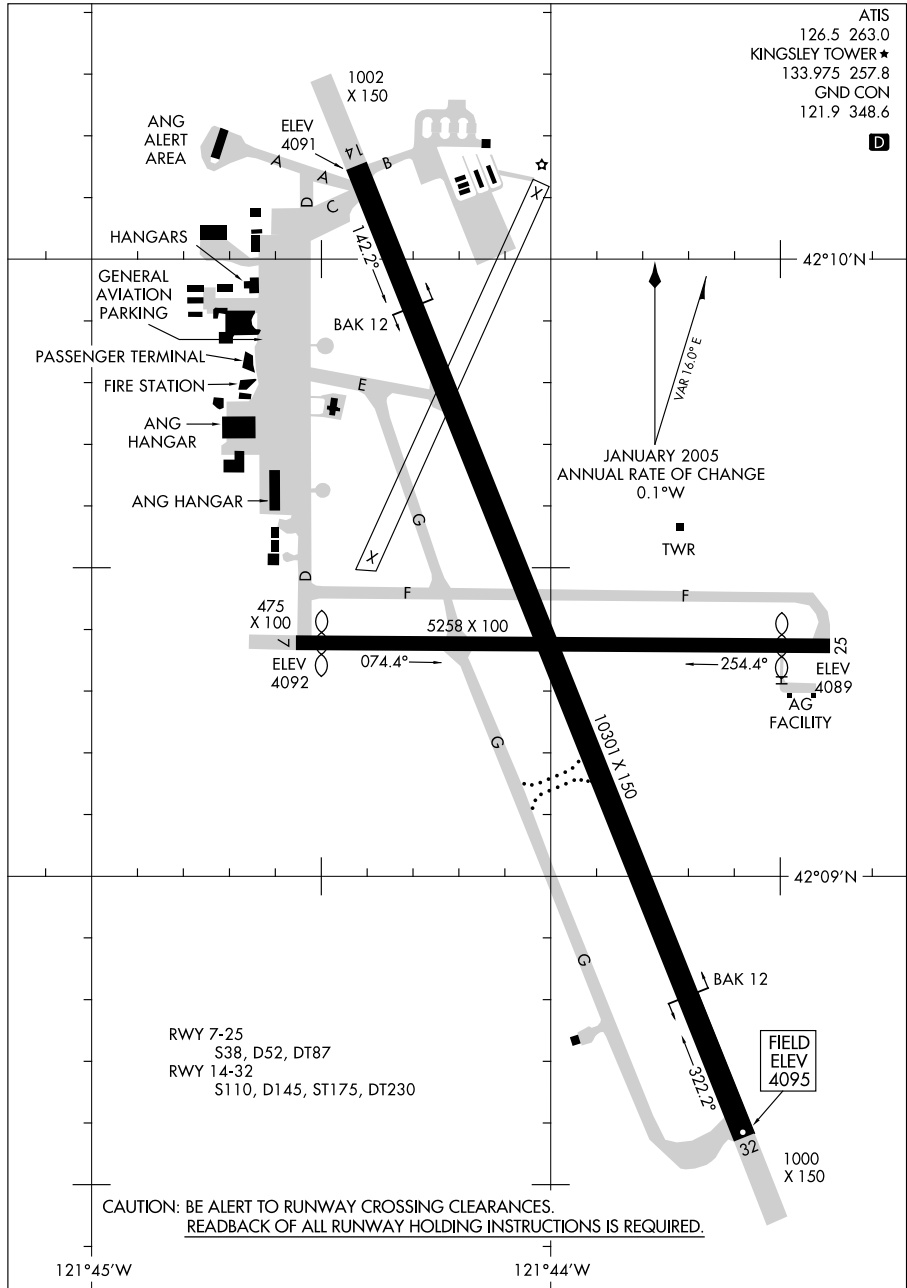 ATIS
126.5 263.0
KINGSLEY TOWER★
133.975 257.8
GND CON
121.9 348.6
D
1002
X 150
ANG
ALERT
AREA
ELEV
4091
14
A
A
B
C
D
X
142.2°
HANGARS
42°10'N
GENERAL
AVIATION
PARKING
BAK 12
PASSENGER TERMINAL
FIRE STATION
E
VAR 16.0° E
ANG
HANGAR
JANUARY 2005
ANNUAL RATE OF CHANGE
0.1°W
ANG HANGAR
G
TWR
X
D
F
F
475
X 100
5258 X 100
7
25
ELEV
4092
074.4°
254.4°
ELEV
4089
AG
FACILITY
G
10301 X 150
42°09'N
G
BAK 12
RWY 7-25
S38, D52, DT87
RWY 14-32
S110, D145, ST175, DT230
FIELD
ELEV
4095
322.2°
32
1000
X 150
CAUTION: BE ALERT TO RUNWAY CROSSING CLEARANCES.
READBACK OF ALL RUNWAY HOLDING INSTRUCTIONS IS REQUIRED.
121°45'W
121°44'W